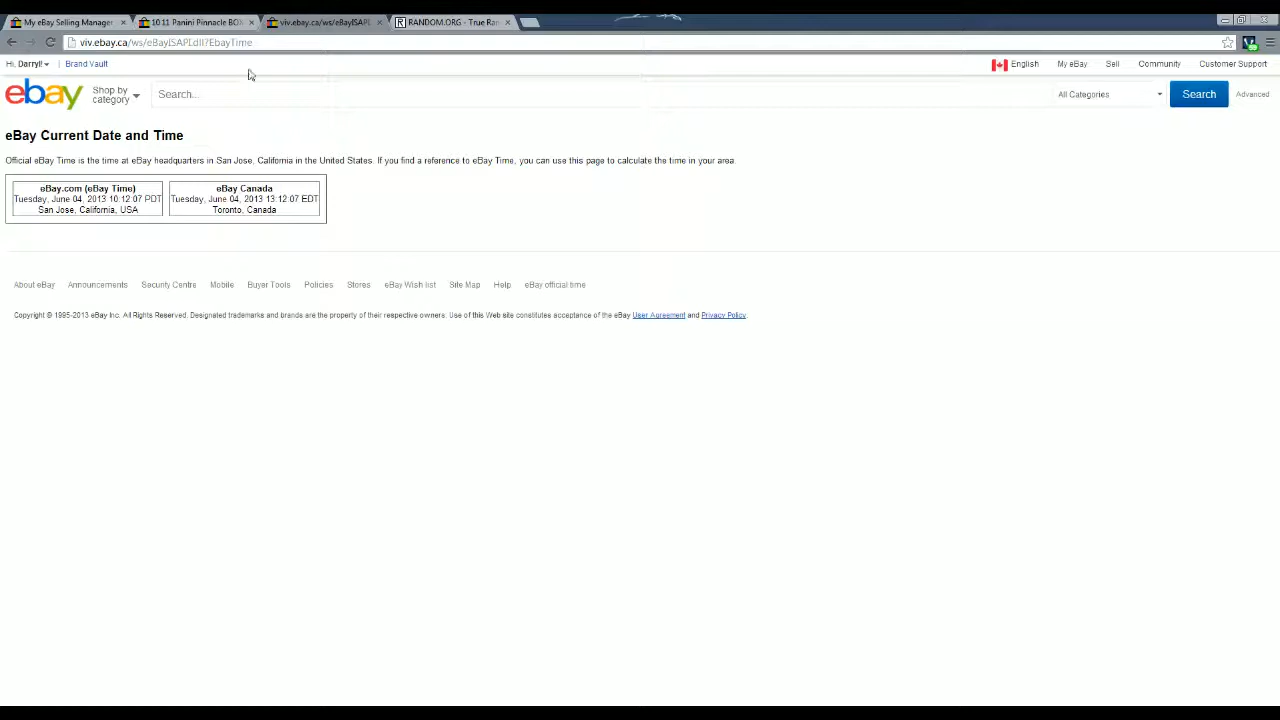 My eBay Selling Manager
10 11 Panini Pinnacle BO
viv.ebay.ca/ws/eBayISAPI
RANDOM.ORG - True Ra
viv.ebay.ca/ws/eBayISAPI.dll?EbayTime
Hi, Darryl!
Brand Vault
English
My eBay
Sell
Community
Customer Support
ebay
Shop by
category
Search...
All Categories
Search
Advanced
eBay Current Date and Time
Official eBay Time is the time at eBay headquarters in San Jose, California in the United States. If you find a reference to eBay Time, you can use this page to calculate the time in your area.
eBay.com (eBay Time)
Tuesday, June 04, 2013 10:12:07 PDT
San Jose, California, USA
eBay Canada
Tuesday, June 04, 2013 13:12:07 EDT
Toronto, Canada
About eBay
Announcements
Security Centre
Mobile
Buyer Tools
Policies
Stores
eBay Wish list
Site Map
Help
eBay official time
Copyright © 1995-2013 eBay Inc. All Rights Reserved. Designated trademarks and brands are the property of their respective owners. Use of this Web site constitutes acceptance of the eBay User Agreement and Privacy Policy.